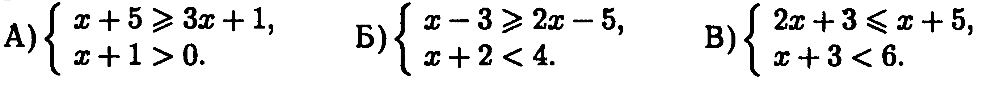 А) { x + 5 ⩾ 3x + 1,
x + 1 > 0.
Б) { x − 3 ⩾ 2x − 5,
x + 2 < 4.
В) { 2x + 3 ⩽ x + 5,
x + 3 < 6.